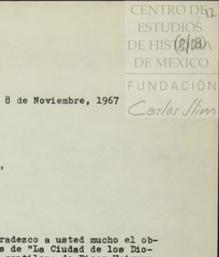 CENTRO DE
ESTUDIOS
DE HISTORIA
DE MEXICO
FUNDACIÓN
Carlos Slim
8 de Noviembre, 1967
radezco a usted mucho el ob-
s de "La Ciudad de los Dio-